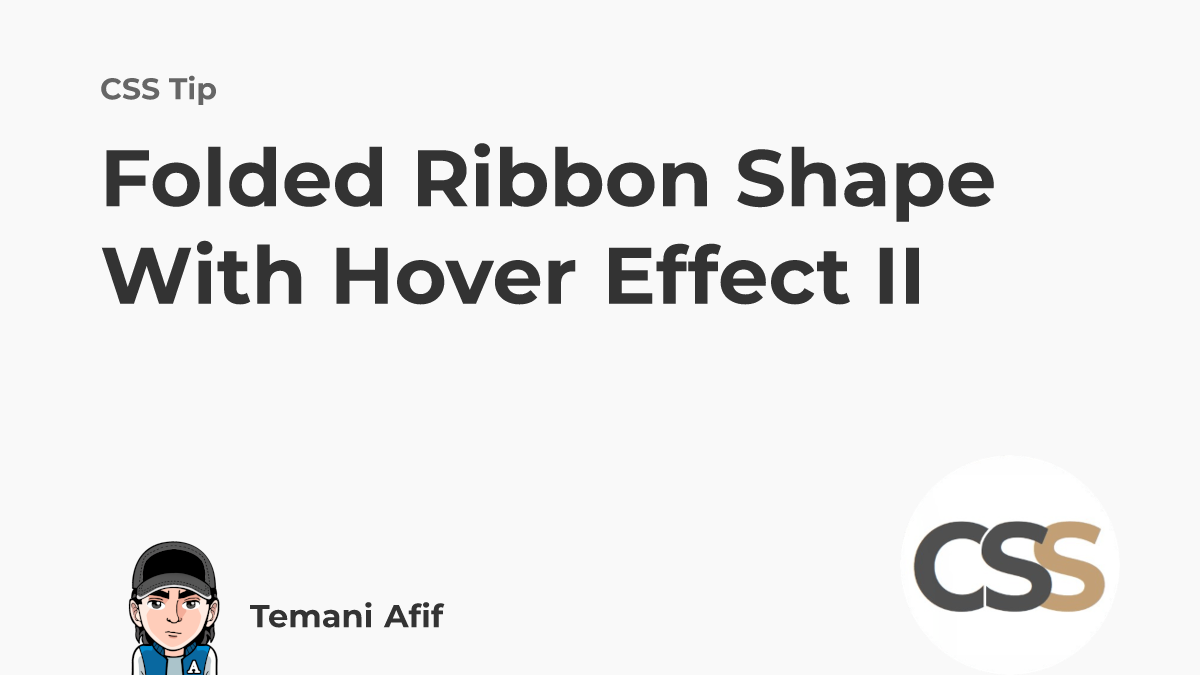 CSS Tip
Folded Ribbon Shape
With Hover Effect II
A
Temani Afif
CSS